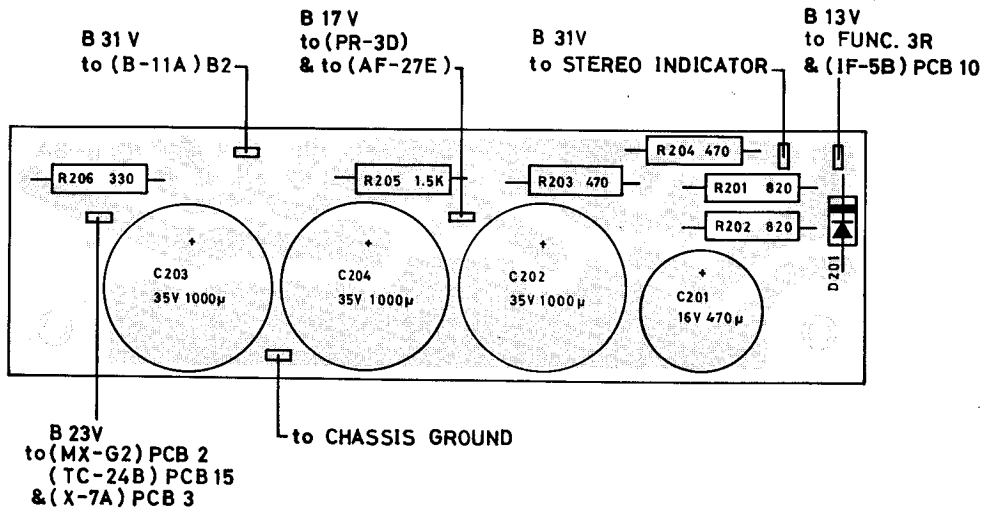 B 31 V
to (B-11A) B2
B 17 V
to (PR-3D)
& to (AF-27E)
B 31V
to STEREO INDICATOR
B 13V
to FUNC. 3R
& (IF-5B) PCB 10
R206 330
R205 1.5K
R203 470
R204 470
R201 820
R202 820
D201
+
C203
35V 1000μ
+
C204
35V 1000μ
+
C202
35V 1000μ
+
C201
16V 470μ
B 23V
to (MX-G2) PCB 2
(TC-24B) PCB 15
& (X-7A) PCB 3
to CHASSIS GROUND